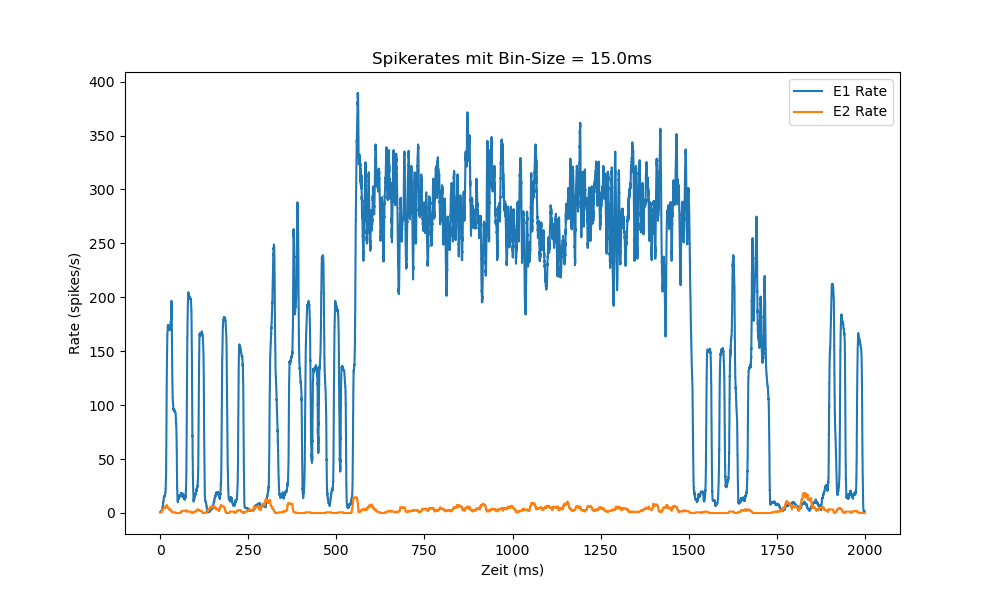 Spikerates mit Bin-Size = 15.0ms
E1 Rate
E2 Rate
400
350
300
250
200
150
100
50
0
Rate (spikes/s)
0 250 500 750 1000 1250 1500 1750 2000
Zeit (ms)